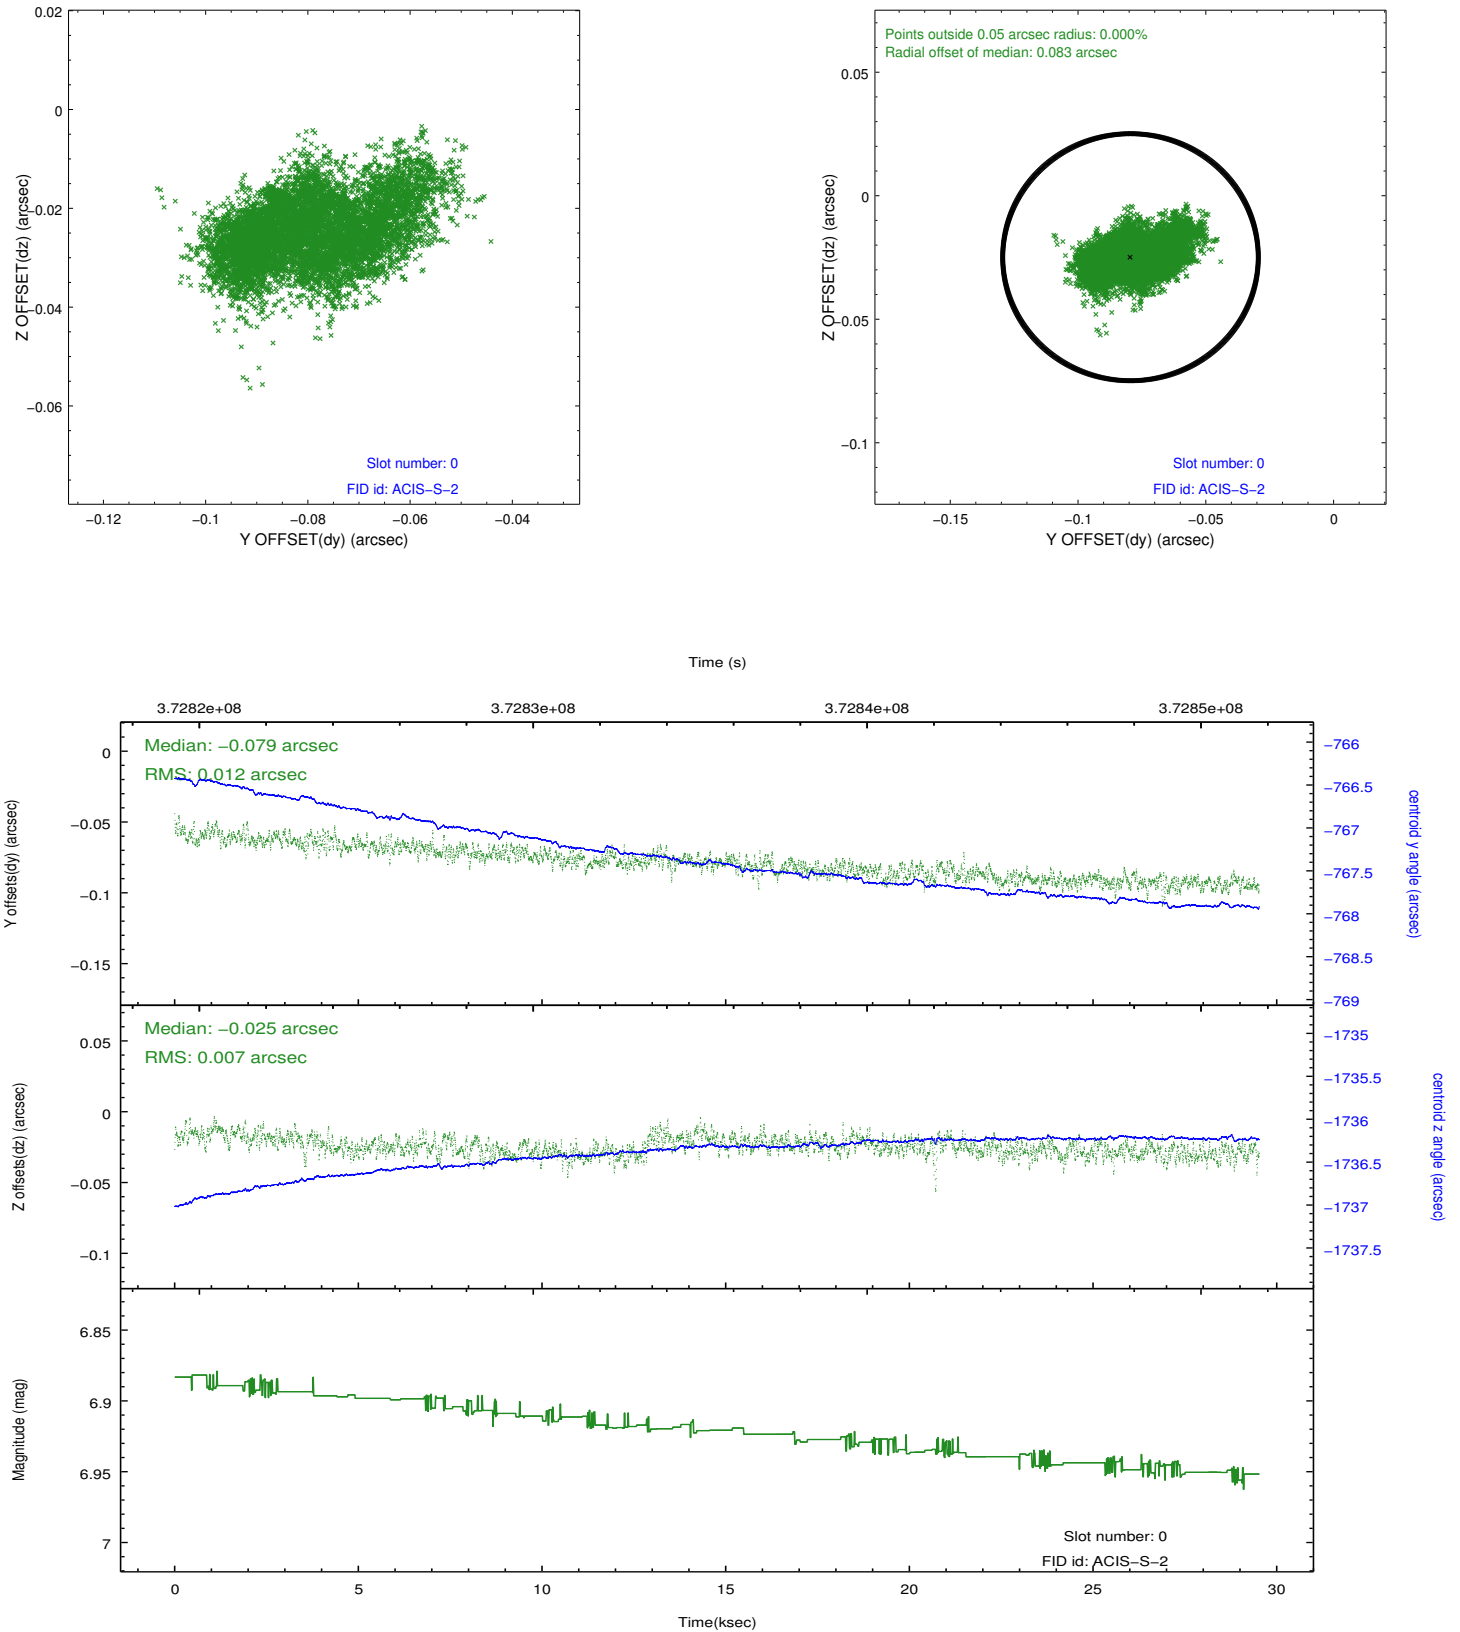 0.02
0
−0.02
−0.04
−0.06
−0.12
−0.1
−0.08
−0.06
−0.04
Z OFFSET(dz) (arcsec)
Y OFFSET(dy) (arcsec)
Slot number: 0
FID id: ACIS−S−2
Points outside 0.05 arcsec radius: 0.000%
Radial offset of median: 0.083 arcsec
0.05
0
−0.05
−0.1
−0.15
−0.1
−0.05
0
Z OFFSET(dz) (arcsec)
Y OFFSET(dy) (arcsec)
Slot number: 0
FID id: ACIS−S−2
Time (s)
3.7282e+08
3.7283e+08
3.7284e+08
3.7285e+08
Median: −0.079 arcsec
RMS: 0.012 arcsec
0
−0.05
−0.1
−0.15
Y offsets(dy) (arcsec)
−766
−766.5
−767
−767.5
−768
−768.5
−769
centroid y angle (arcsec)
Median: −0.025 arcsec
RMS: 0.007 arcsec
0.05
0
−0.05
−0.1
Z offsets(dz) (arcsec)
−1735
−1735.5
−1736
−1736.5
−1737
−1737.5
centroid z angle (arcsec)
6.85
6.9
6.95
7
Magnitude (mag)
Slot number: 0
FID id: ACIS−S−2
0
5
10
15
20
25
30
Time(ksec)